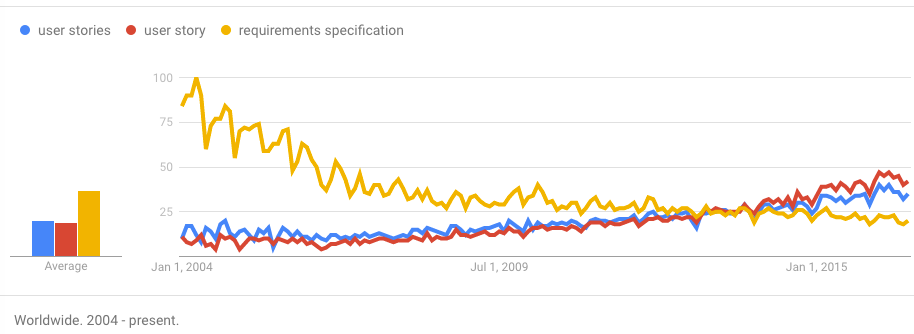 user stories user story requirements specification
100
75
50
25
Average
Jan 1, 2004 Jul 1, 2009 Jan 1, 2015
Worldwide. 2004 - present.